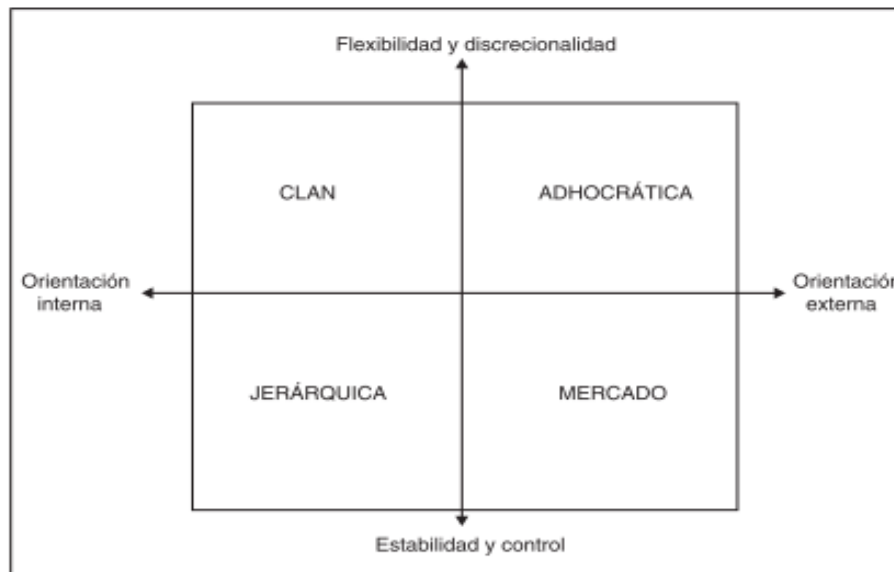 Flexibilidad y discrecionalidad
CLAN
ADHOCRÁTICA
Orientación
interna
Orientación
externa
JERÁRQUICA
MERCADO
Estabilidad y control